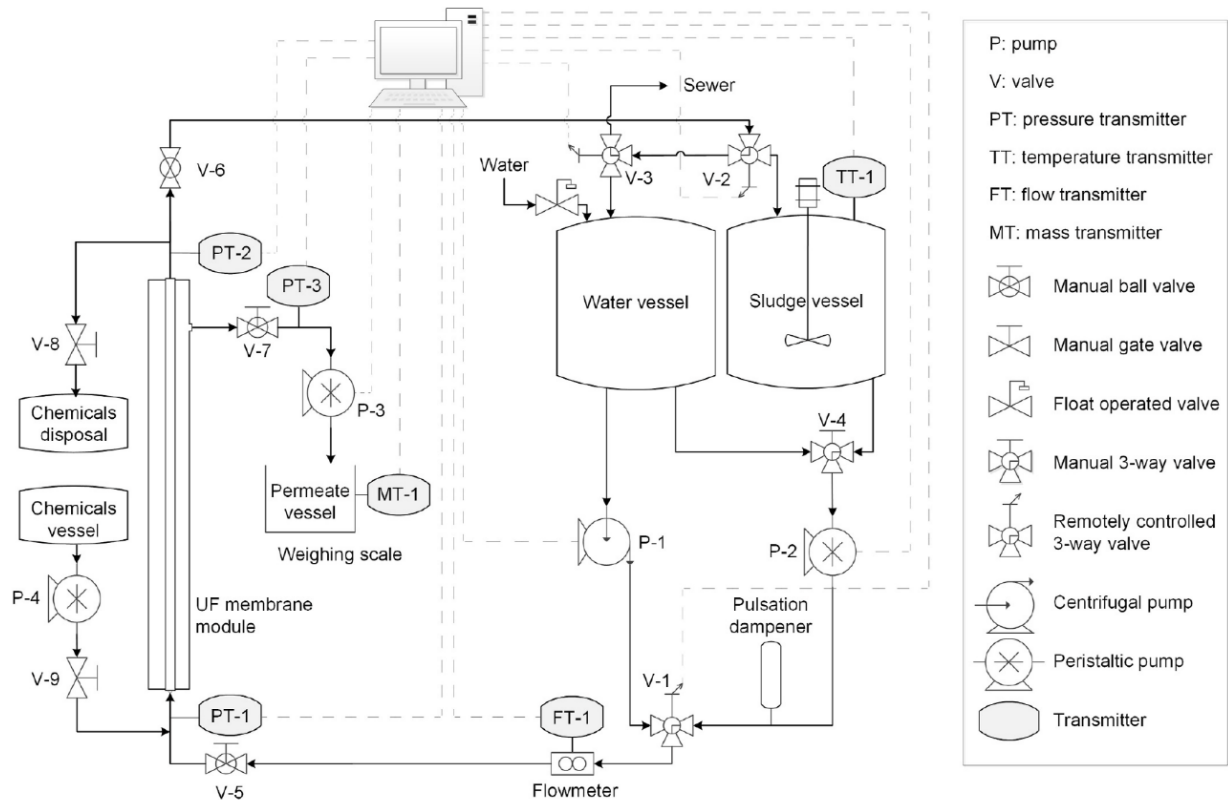 Sewer
V-6
Water
V-3
V-2
TT-1
PT-2
PT-3
Water vessel
Sludge vessel
V-7
V-8
P-3
V-4
Chemicals
disposal
Permeate
vessel
MT-1
Weighing scale
Chemicals
vessel
P-1
P-2
P-4
UF membrane
module
Pulsation
dampener
V-9
V-1
PT-1
FT-1
V-5
Flowmeter
P: pump
V: valve
PT: pressure transmitter
TT: temperature transmitter
FT: flow transmitter
MT: mass transmitter
Manual ball valve
Manual gate valve
Float operated valve
Manual 3-way valve
Remotely controlled
3-way valve
Centrifugal pump
Peristaltic pump
Transmitter